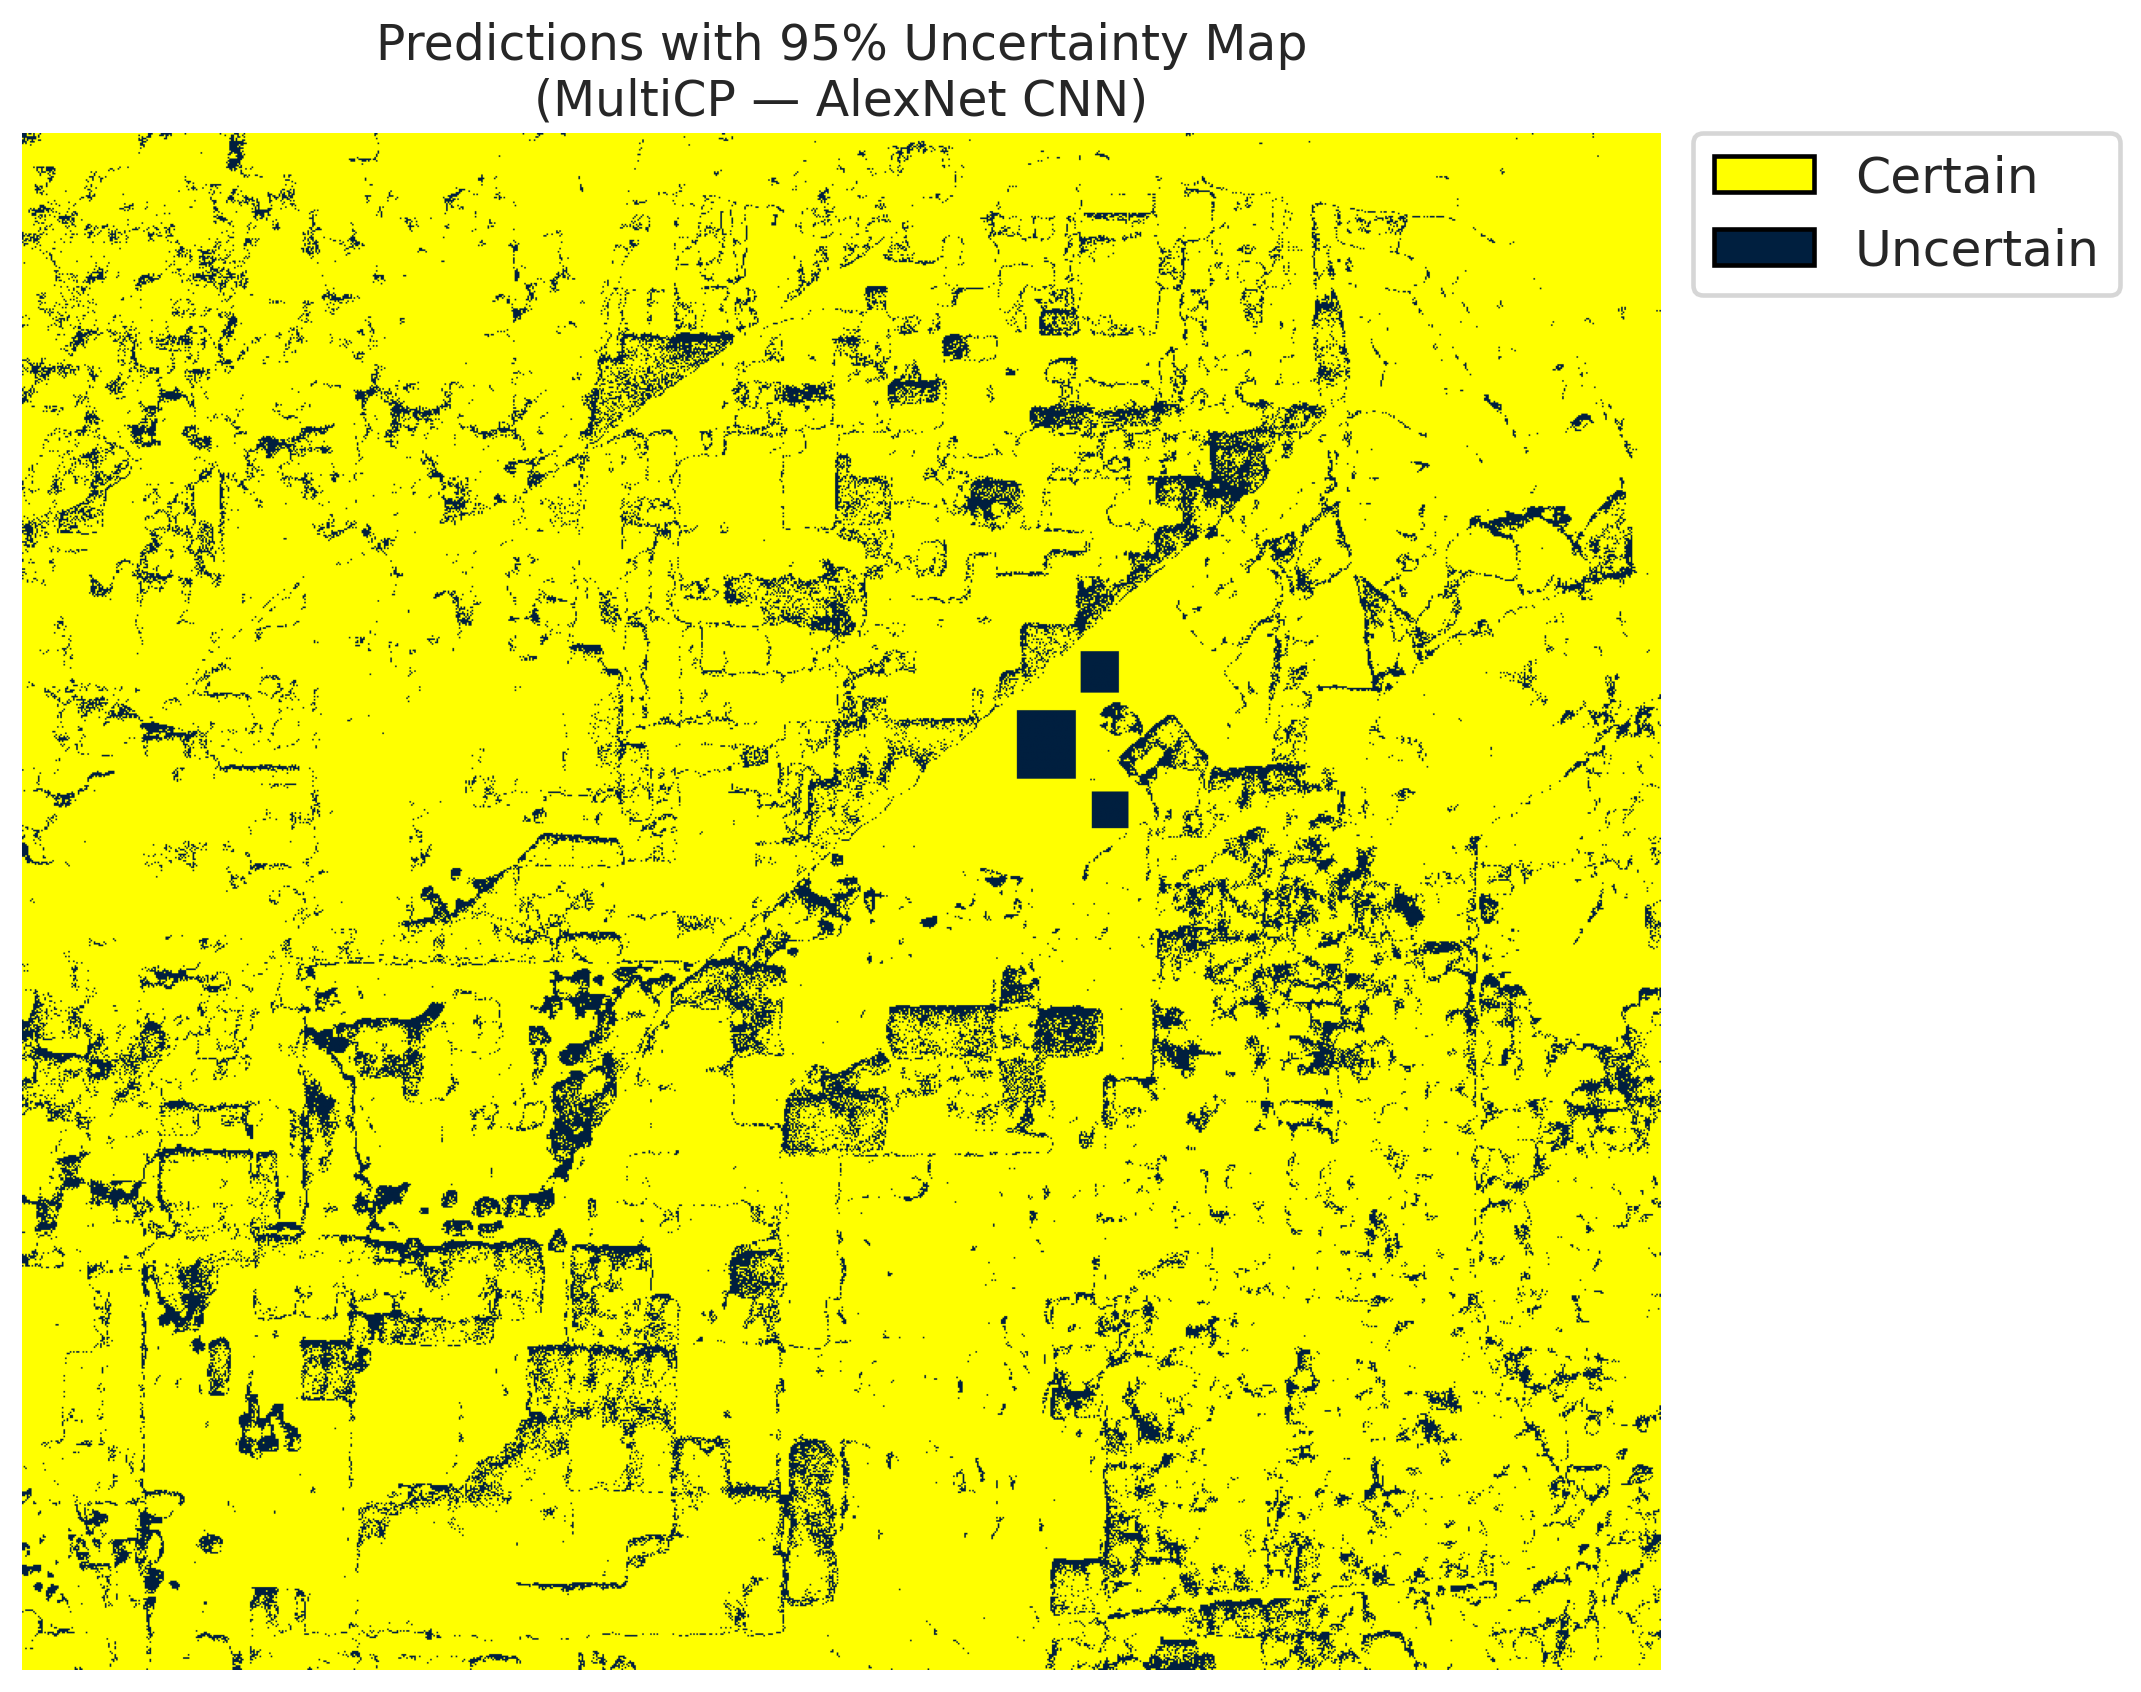 Predictions with 95% Uncertainty Map
(MultiCP — AlexNet CNN)
Certain
Uncertain